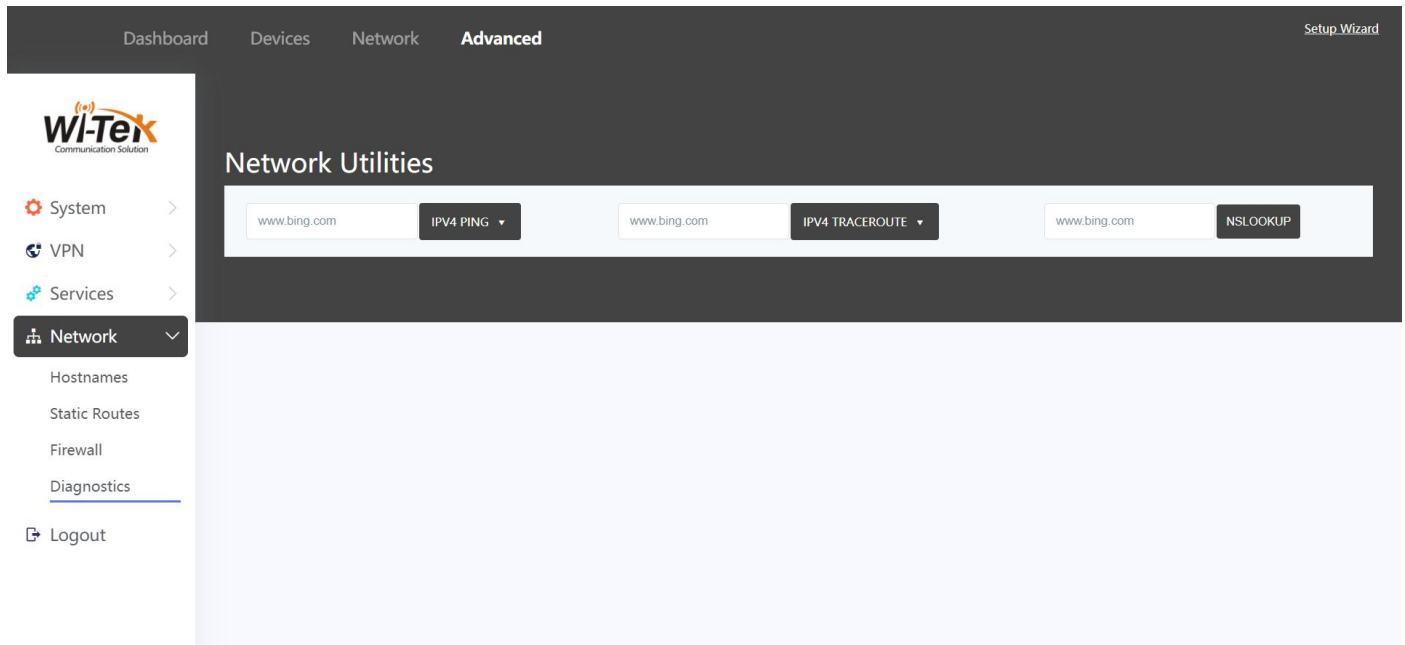 Dashboard Devices Network Advanced
Setup Wizard
Wi-Tek
Communication Solution
System
VPN
Services
Network
Hostnames
Static Routes
Firewall
Diagnostics
Logout
Network Utilities
www.bing.com IPV4 PING www.bing.com IPV4 TRACEROUTE www.bing.com NSLOOKUP